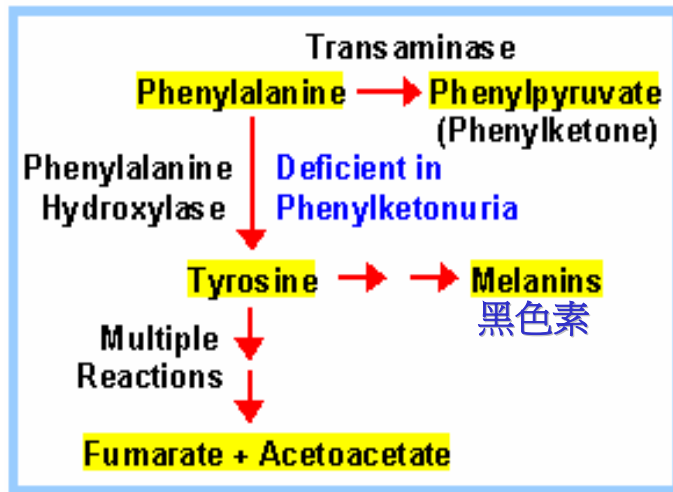 Transaminase
Phenylalanine Phenylpyruvate
(Phenylketone)
Phenylalanine Deficient in
Hydroxylase Phenylketonuria
Tyrosine Melanins
黑色素
Multiple
Reactions
Fumarate + Acetoacetate